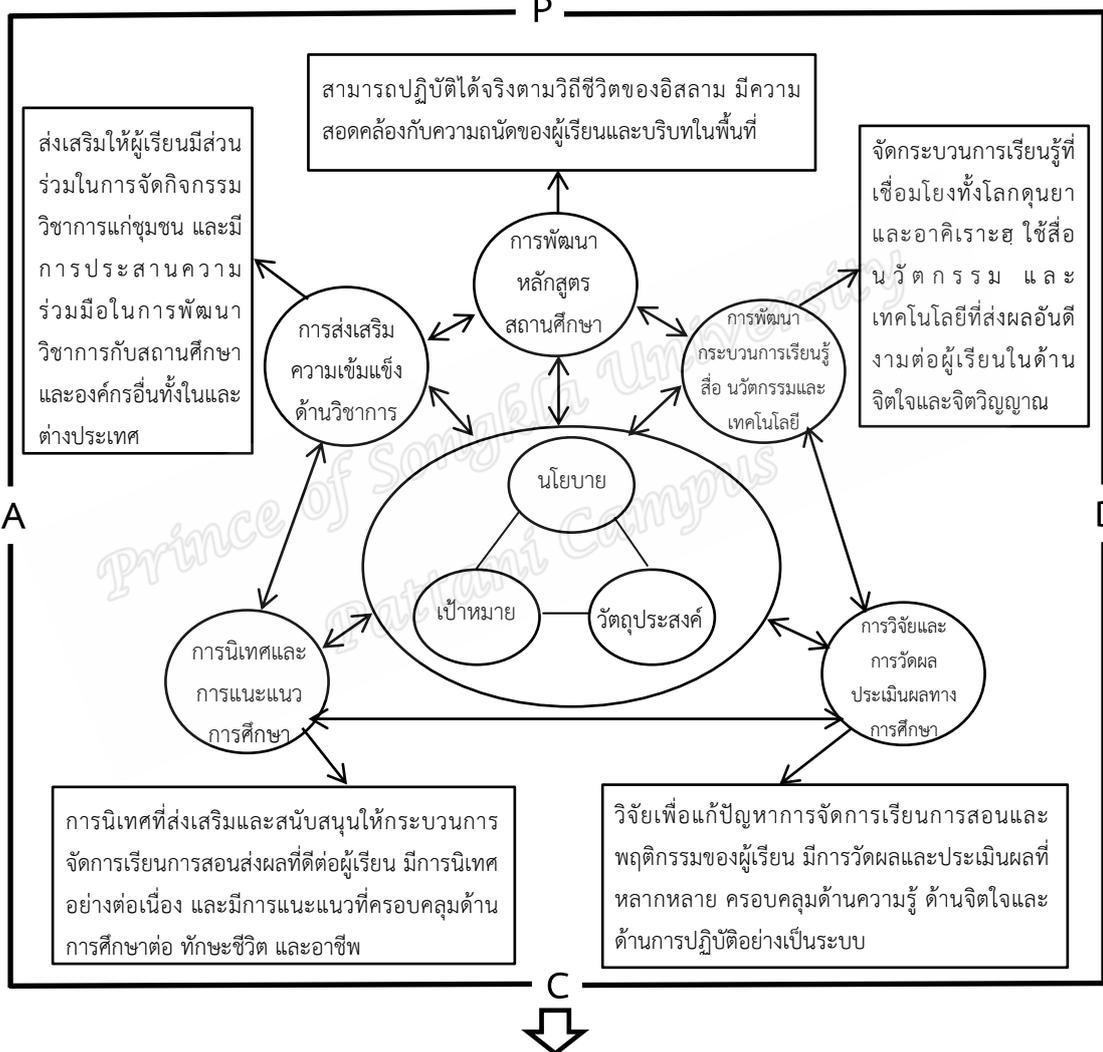 P
สามารถปฏิบัติได้จริงตามวิถีชีวิตของอิสลาม มีความ
สอดคล้องกับความถนัดของผู้เรียนและบริบทในพื้นที่
ส่งเสริมให้ผู้เรียนมีส่วน
ร่วมในการจัดกิจกรรม
วิชาการแก่ชุมชน และมี
การประสานความ
ร่วมมือในการพัฒนา
วิชาการกับสถานศึกษา
และองค์กรอื่นทั้งในและ
ต่างประเทศ
จัดกระบวนการเรียนรู้ที่
เชื่อมโยงทั้งโลกดุนยา
และอาคิเราะฮฺ ใช้สื่อ
นวัตกรรม และ
เทคโนโลยีที่ส่งผลอันดี
งามต่อผู้เรียนในด้าน
จิตใจและจิตวิญญาณ
การพัฒนา
หลักสูตร
สถานศึกษา
การส่งเสริม
ความเข้มแข็ง
ด้านวิชาการ
การพัฒนา
กระบวนการเรียนรู้
สื่อ นวัตกรรมและ
เทคโนโลยี
นโยบาย
เป้าหมาย
วัตถุประสงค์
A
D
การนิเทศและ
การแนะแนว
การศึกษา
การวิจัยและ
การวัดผล
ประเมินผลทาง
การศึกษา
การนิเทศที่ส่งเสริมและสนับสนุนให้กระบวนการ
จัดการเรียนการสอนส่งผลที่ดีต่อผู้เรียน มีการนิเทศ
อย่างต่อเนื่อง และมีการแนะแนวที่ครอบคลุมด้าน
การศึกษาต่อ ทักษะชีวิต และอาชีพ
วิจัยเพื่อแก้ปัญหาการจัดการเรียนการสอนและ
พฤติกรรมของผู้เรียน มีการวัดผลและประเมินผลที่
หลากหลาย ครอบคลุมด้านความรู้ ด้านจิตใจและ
ด้านการปฏิบัติอย่างเป็นระบบ
C
Prince of Songkla University
Pattani Campus